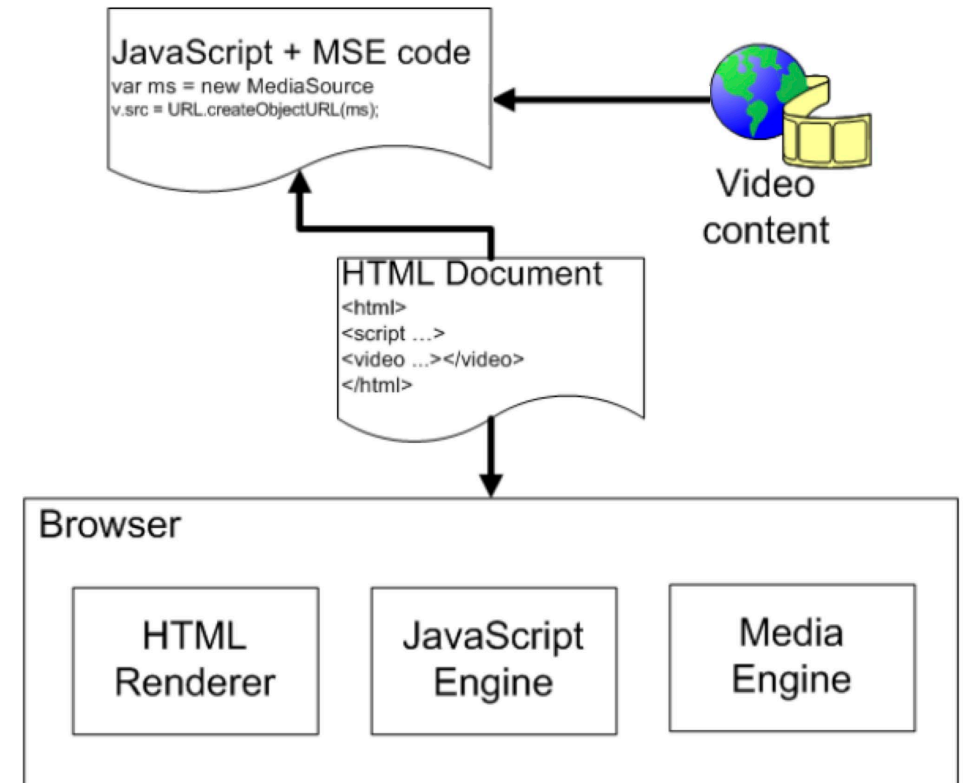 JavaScript + MSE code
var ms = new MediaSource
v.src = URL.createObjectURL(ms);
Video
content
HTML Document
<html>
<script ...>
<video ...></video>
</html>
Browser
HTML
Renderer
JavaScript
Engine
Media
Engine